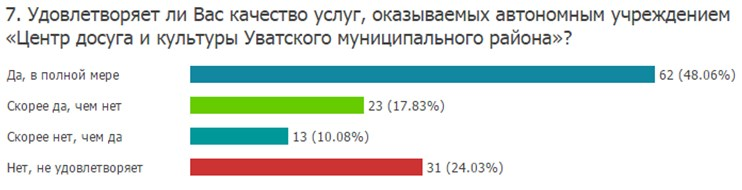 7. Удовлетворяет ли Вас качество услуг, оказываемых автономным учреждением
«Центр досуга и культуры Уватского муниципального района»?
Да, в полной мере 62 (48.06%)
Скорее да, чем нет 23 (17.83%)
Скорее нет, чем да 13 (10.08%)
Нет, не удовлетворяет 31 (24.03%)